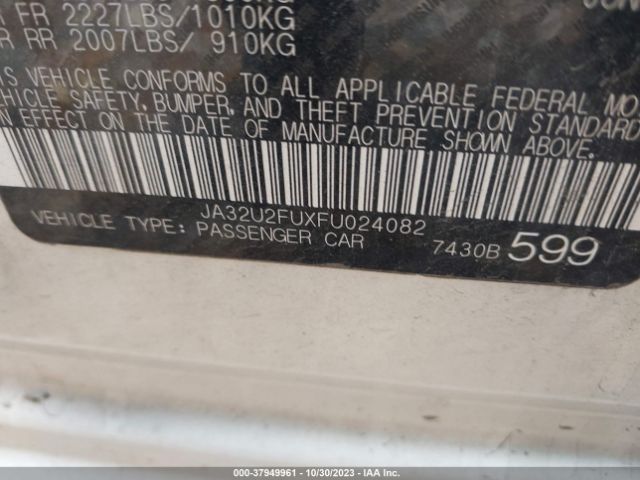 FR 2227LBS/1010KG
RR 2007LBS/ 910KG
VEHICLE CONFORMS TO ALL APPLICABLE FEDERAL
SAFETY, BUMPER, AND THEFT PREVENTION STANDARD
EFFECT ON THE DATE OF MANUFACTURE SHOWN ABOVE.
JA32U2FUXFU024082
VEHICLE TYPE: PASSENGER CAR 7430B 599
000-37949961 - 10/30/2023 - IAA Inc.